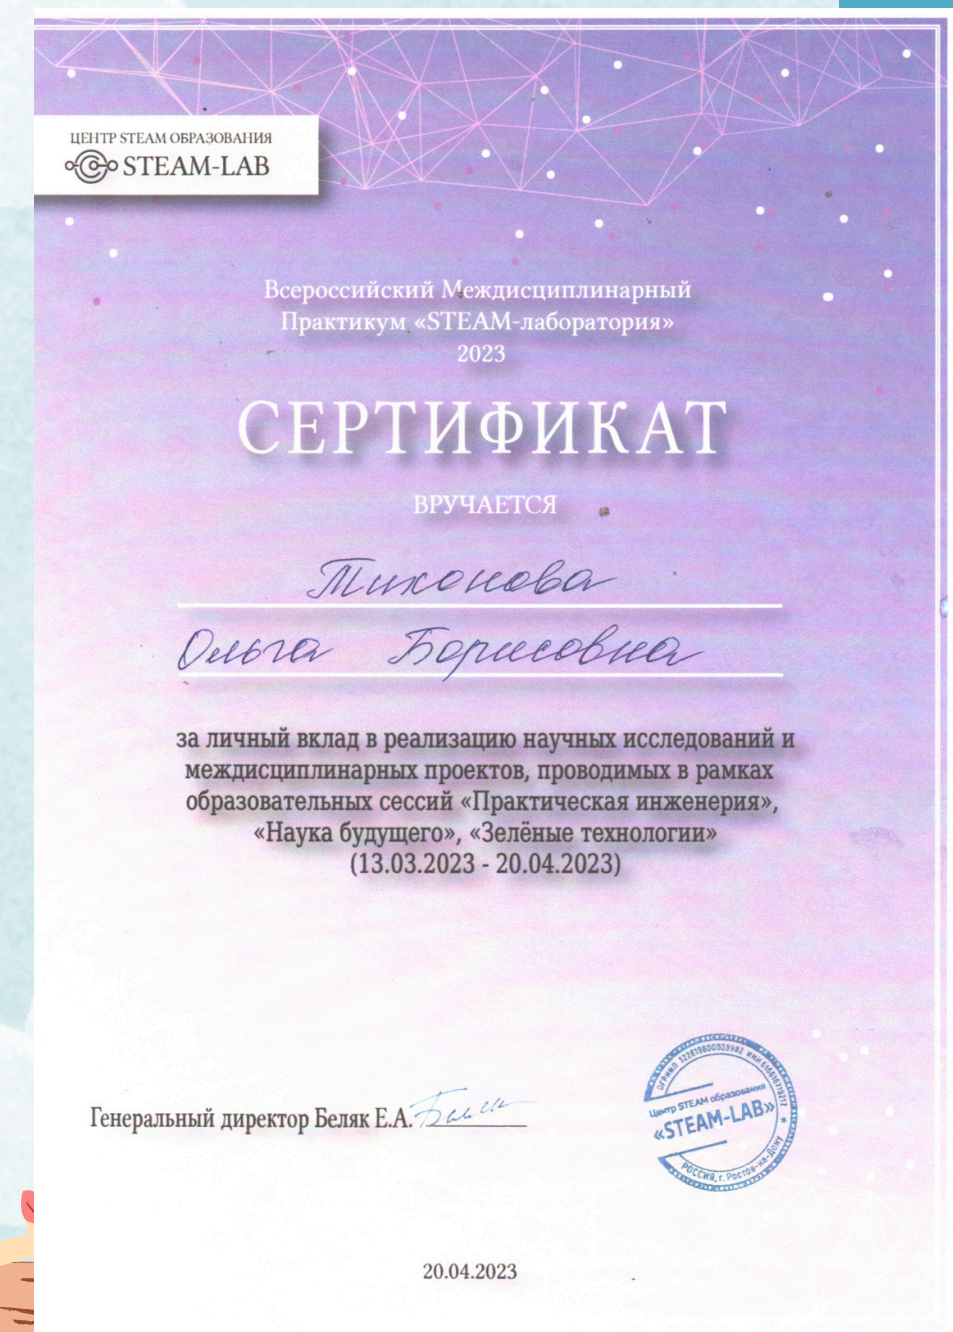 ЦЕНТР STEAM ОБРАЗОВАНИЯ
STEAM-LAB
Всероссийский Междисциплинарный
Практикум «STEAM-лаборатория»
2023
СЕРТИФИКАТ
ВРУЧАЕТСЯ
Тихонова
Ольга Борисовна
за личный вклад в реализацию научных исследований и
междисциплинарных проектов, проводимых в рамках
образовательных сессий «Практическая инженерия»,
«Наука будущего», «Зелёные технологии»
(13.03.2023 - 20.04.2023)
Генеральный директор Беляк Е.А.
ОГРНИП ИНН
Центр STEAM образования
«STEAM-LAB»
РОССИЯ, г. Ростов-на-Дону
20.04.2023